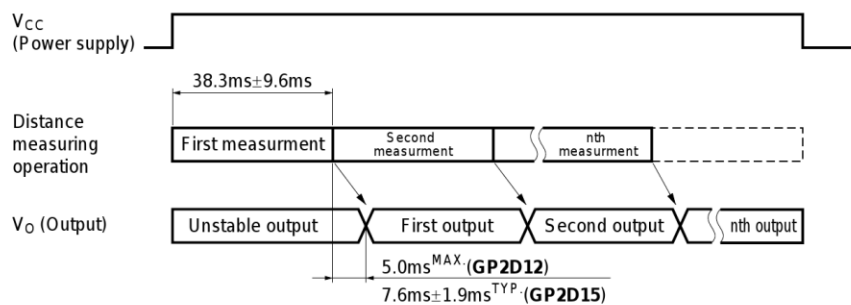 VCC
(Power supply)
38.3ms±9.6ms
Distance
measuring
operation
First measurment
Second
measurment
nth
measurment
VO (Output)
Unstable output
First output
Second output
nth output
5.0ms MAX. (GP2D12)
7.6ms±1.9ms TYP. (GP2D15)